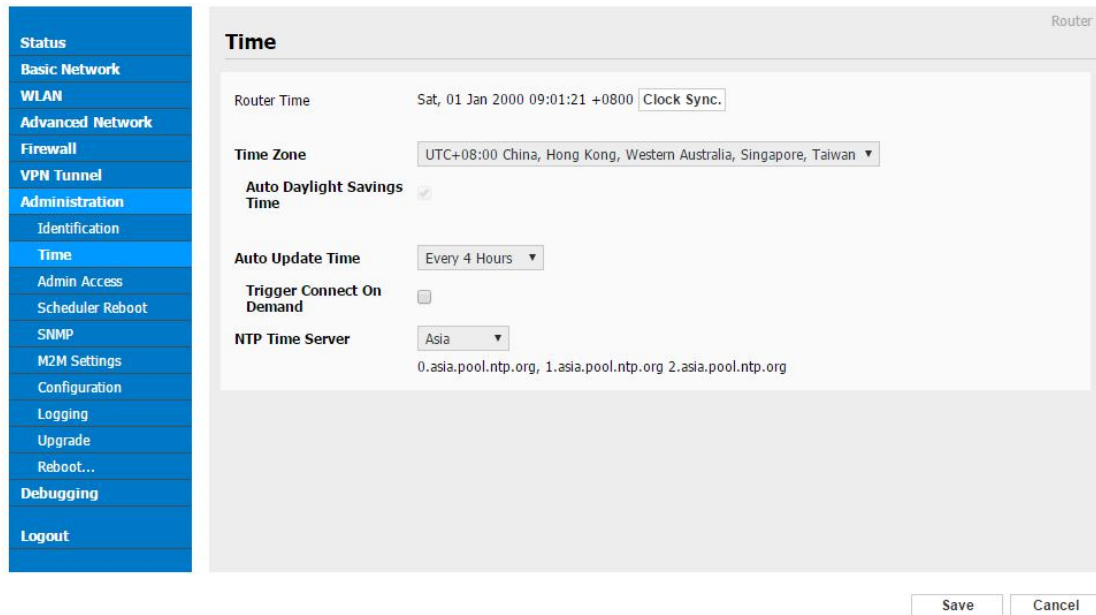 Router
Status
Basic Network
WLAN
Advanced Network
Firewall
VPN Tunnel
Administration
Identification
Time
Admin Access
Scheduler Reboot
SNMP
M2M Settings
Configuration
Logging
Upgrade
Reboot...
Debugging
Logout
Time
Router Time Sat, 01 Jan 2000 09:01:21 +0800 Clock Sync.
Time Zone UTC+08:00 China, Hong Kong, Western Australia, Singapore, Taiwan
Auto Daylight Savings
Time
Auto Update Time Every 4 Hours
Trigger Connect On
Demand
NTP Time Server Asia
0.asia.pool.ntp.org, 1.asia.pool.ntp.org 2.asia.pool.ntp.org
Save Cancel